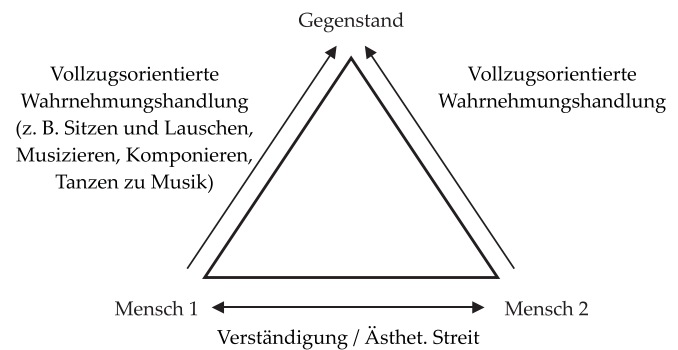 Gegenstand
Vollzugsorientierte
Wahrnehmungshandlung
(z. B. Sitzen und Lauschen,
Musizieren, Komponieren,
Tanzen zu Musik)
Vollzugsorientierte
Wahrnehmungshandlung
Mensch 1
Mensch 2
Verständigung / Ästhet. Streit